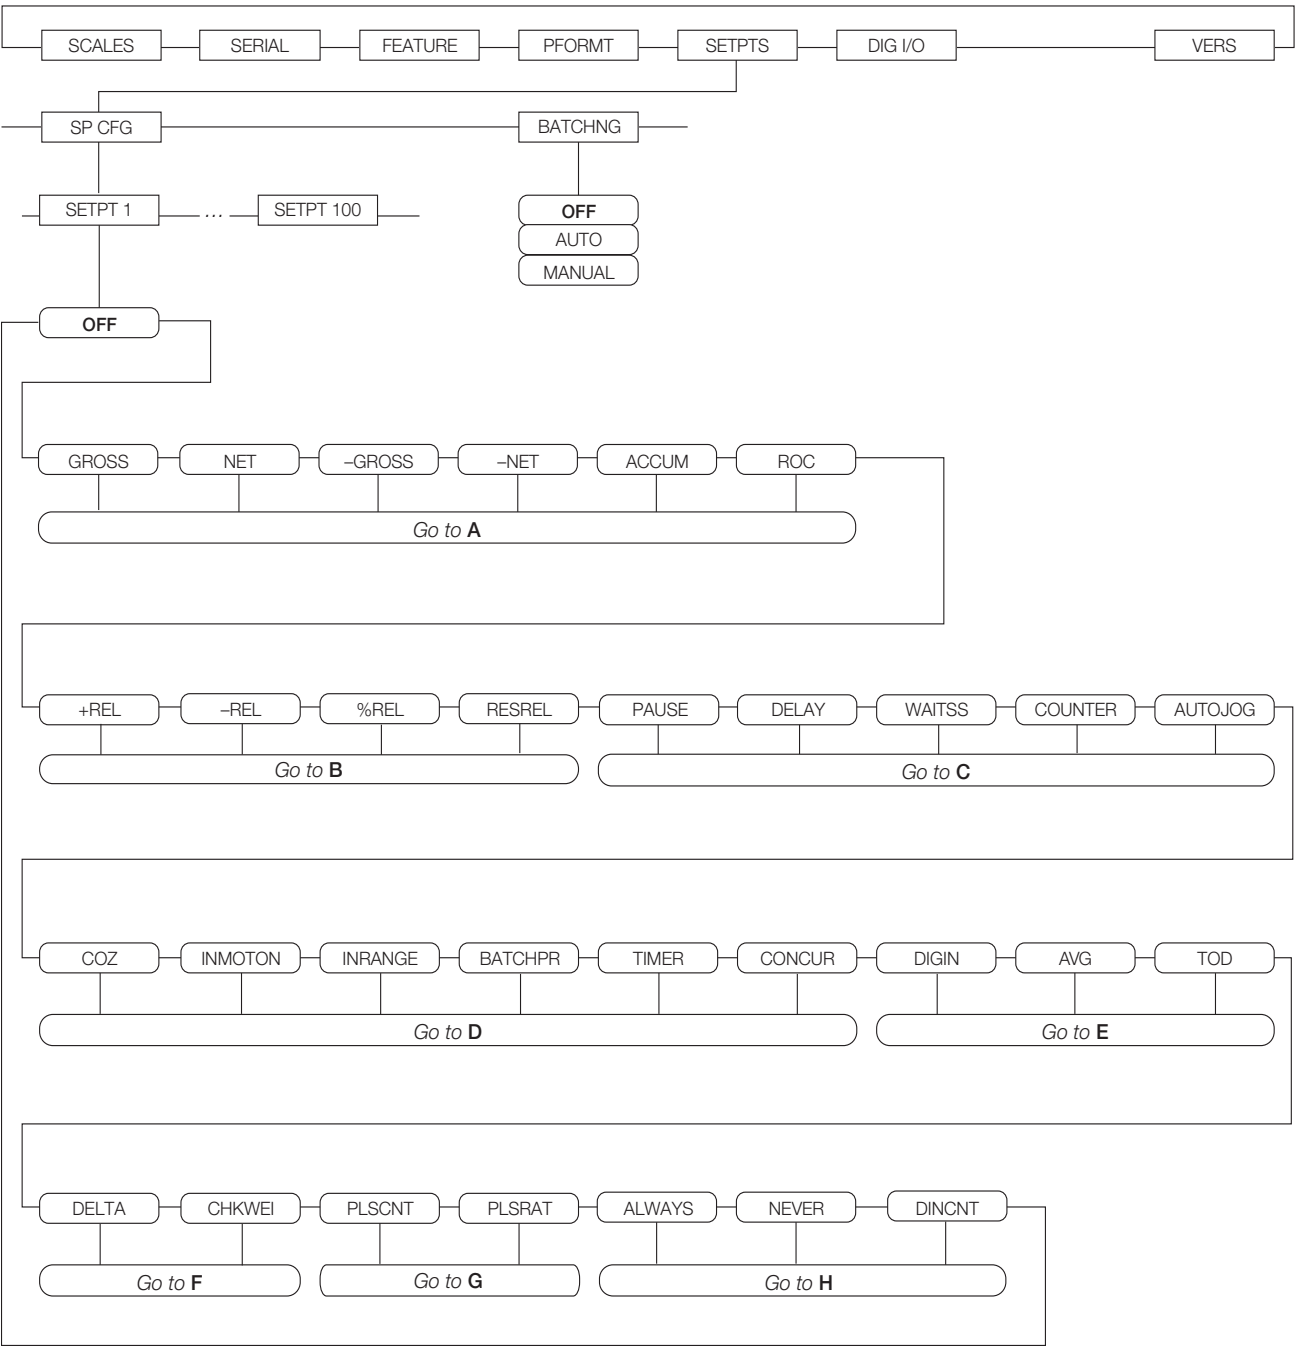 SCALES SERIAL FEATURE PFORMT SETPTS DIG I/O VERS
SP CFG BATCHNG
SETPT 1 ... SETPT 100
OFF
AUTO
MANUAL
OFF
GROSS NET –GROSS –NET ACCUM ROC
Go to A
+REL –REL %REL RESREL PAUSE DELAY WAITSS COUNTER AUTOJOG
Go to B Go to C
COZ INMOTON INRANGE BATCHPR TIMER CONCUR DIGIN AVG TOD
Go to D Go to E
DELTA CHKWEI PLSCNT PLSRAT ALWAYS NEVER DINCNT
Go to F Go to G Go to H